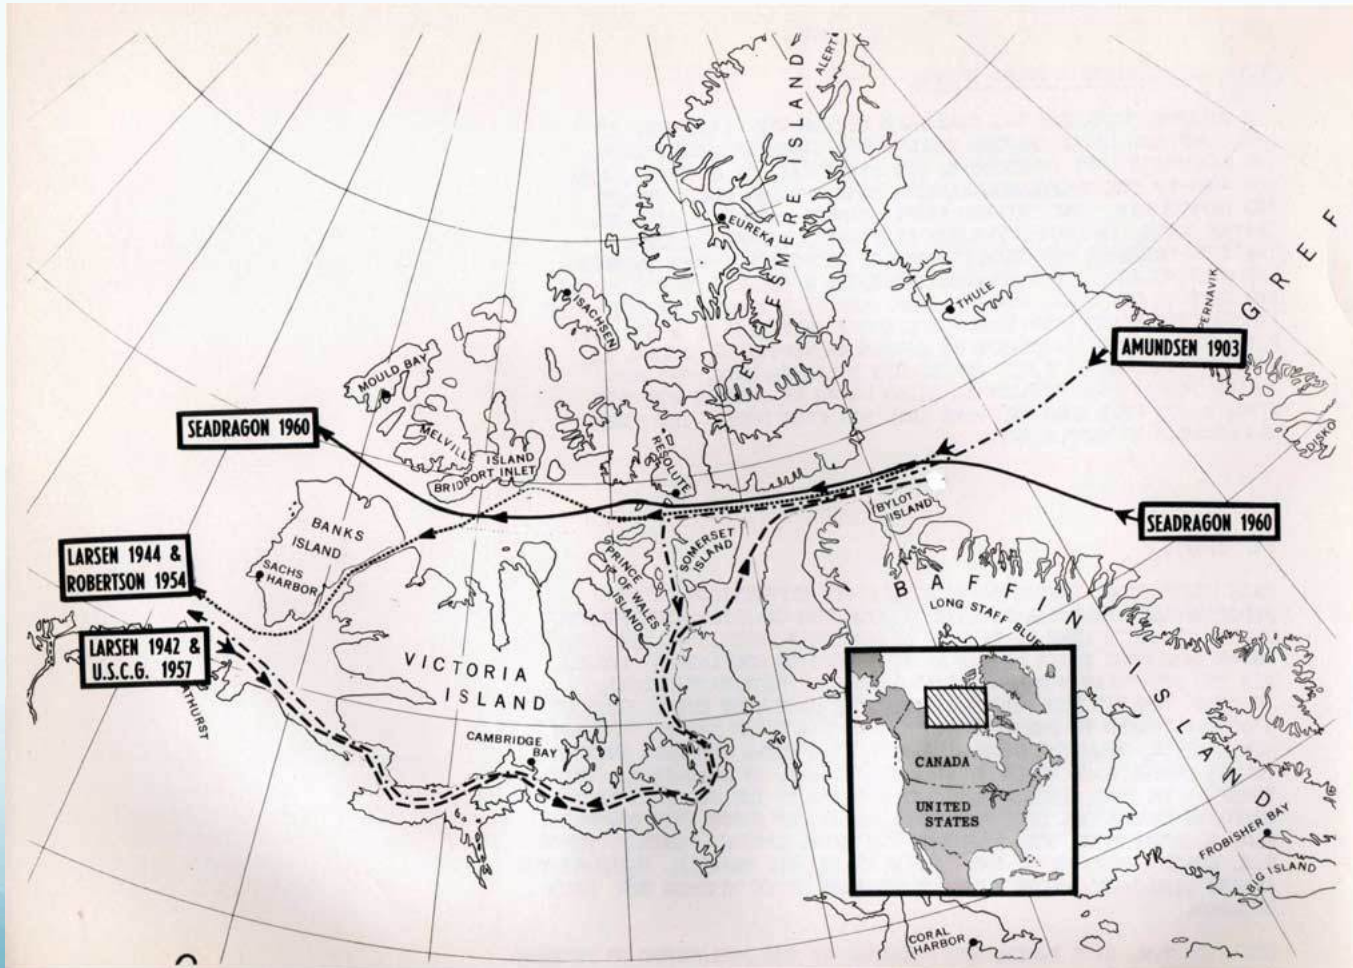 ALERT
ELLESMERE ISLAND
EUREKA
ISACHSEN
THULE
PERNAVIK
GREE
AMUNDSEN 1903
MOULD BAY
DISKO
SEADRAGON 1960
MELVILLE
ISLAND
BRIDPORT INLET
RESOLUTE
BYLOT
ISLAND
SEADRAGON 1960
BANKS
ISLAND
SACHS
HARBOR
LARSEN 1944 &
ROBERTSON 1954
PRINCE
OF WALES
ISLAND
SOMERSET
ISLAND
BAFFIN ISLAND
LONG STAFF BLUF
LARSEN 1942 &
U.S.C.G. 1957
ATHURST
VICTORIA
ISLAND
CAMBRIDGE
BAY
CANADA
UNITED
STATES
FROBISHER BAY
BIG ISLAND
CORAL
HARBOR